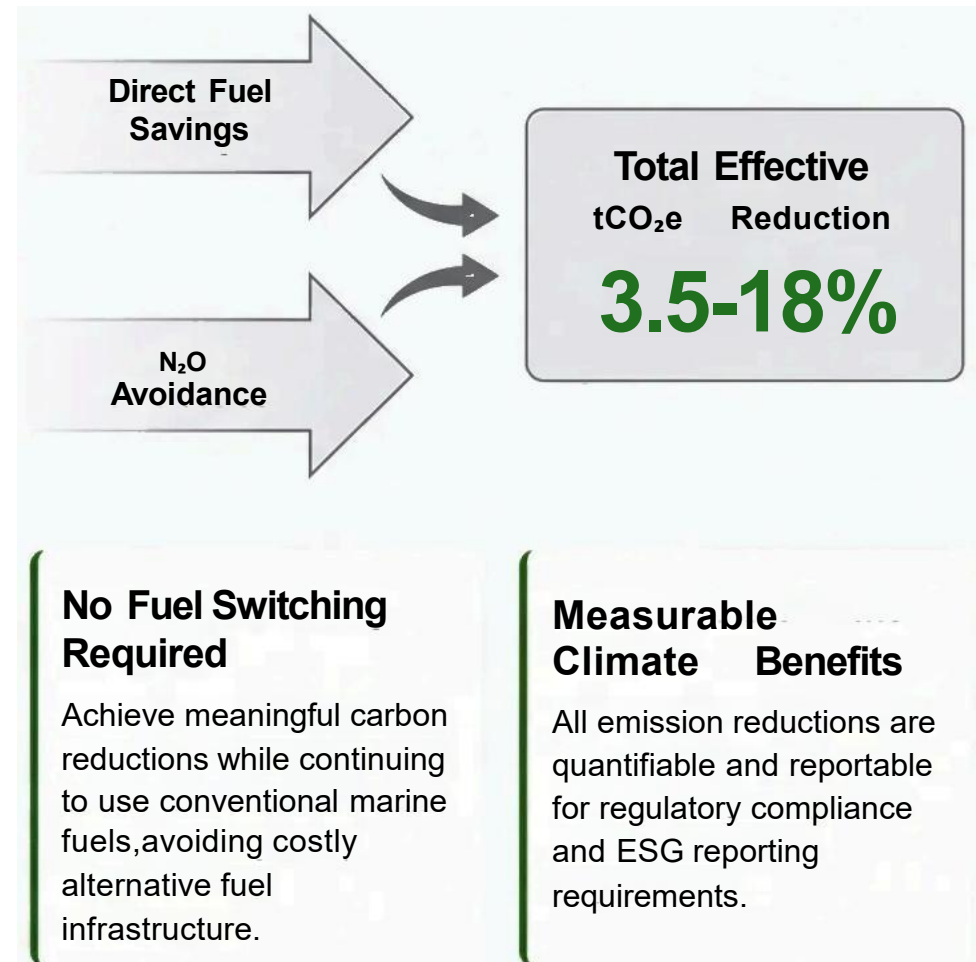 Direct Fuel
Savings
Total Effective
tCO₂e Reduction
3.5-18%
N₂O
Avoidance
No Fuel Switching
Required
Achieve meaningful carbon
reductions while continuing
to use conventional marine
fuels,avoiding costly
alternative fuel
infrastructure.
Measurable
Climate Benefits
All emission reductions are
quantifiable and reportable
for regulatory compliance
and ESG reporting
requirements.